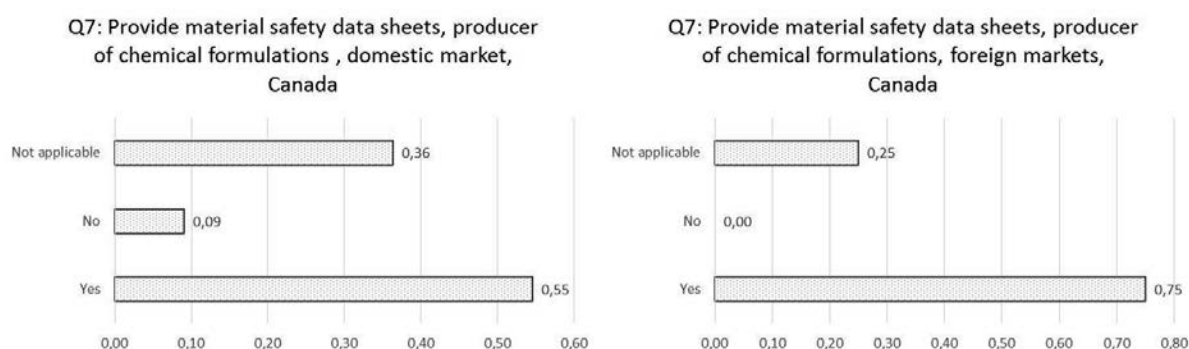 Q7: Provide material safety data sheets, producer
of chemical formulations , domestic market,
Canada
Not applicable
0,36
No
0,09
Yes
0,55
0,00 0,10 0,20 0,30 0,40 0,50 0,60
Q7: Provide material safety data sheets, producer
of chemical formulations, foreign markets,
Canada
Not applicable
0,25
No
0,00
Yes
0,75
0,00 0,10 0,20 0,30 0,40 0,50 0,60 0,70 0,80